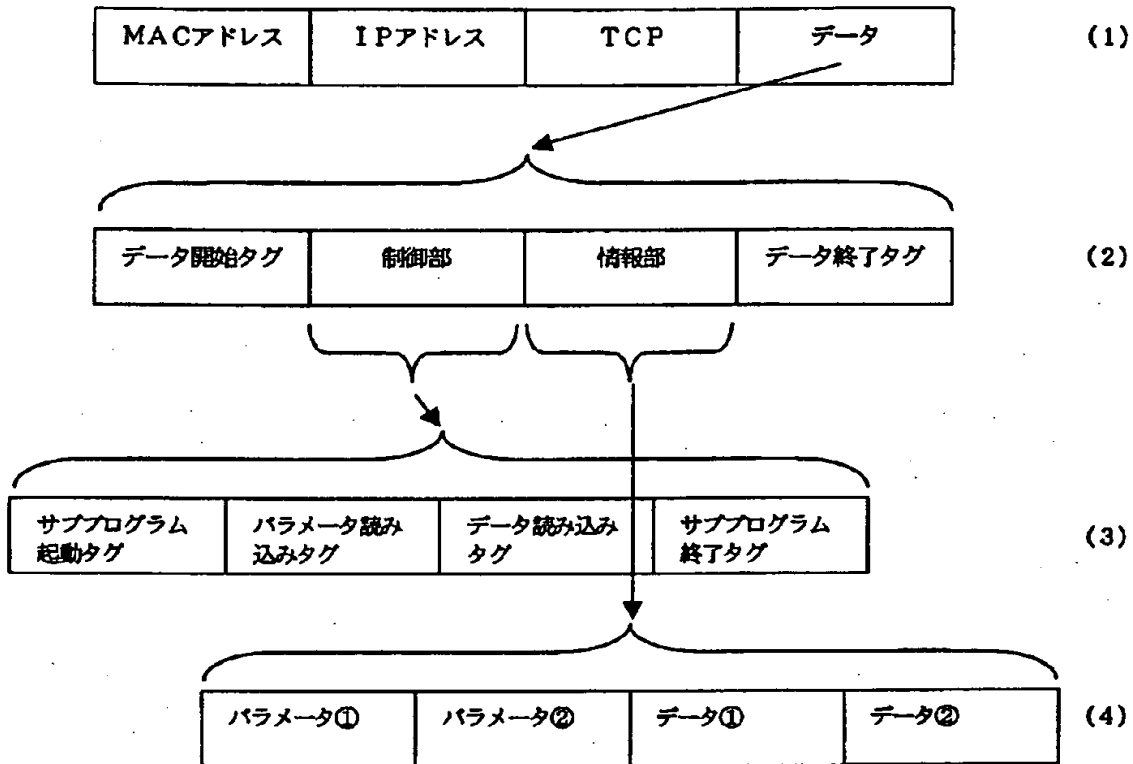 MACアドレス IPアドレス TCP データ (1)
データ開始タグ 制御部 情報部 データ終了タグ (2)
サブプログラム パラメータ読み データ読み込み サブプログラム
起動タグ 込みタグ タグ 終了タグ (3)
パラメータ① パラメータ② データ① データ② (4)